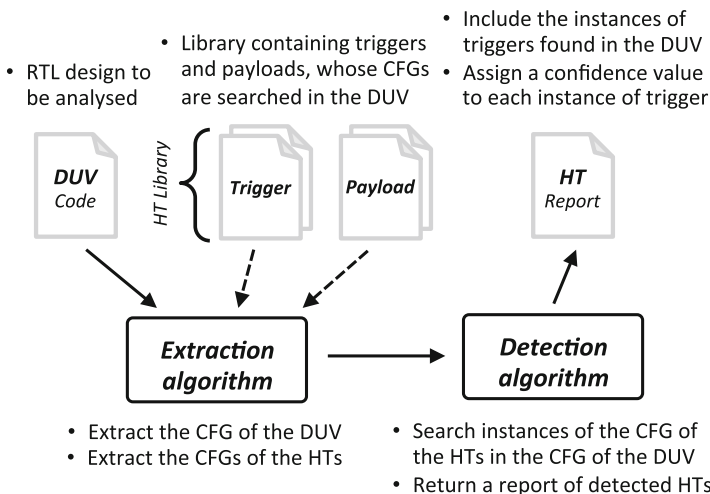 • RTL design to
be analysed
• Library containing triggers
and payloads, whose CFGs
are searched in the DUV
• Include the instances of
triggers found in the DUV
• Assign a confidence value
to each instance of trigger
DUV
Code
HT Library
Trigger
Payload
HT
Report
Extraction
algorithm
Detection
algorithm
• Extract the CFG of the DUV
• Extract the CFGs of the HTs
• Search instances of the CFG of
the HTs in the CFG of the DUV
• Return a report of detected HTs